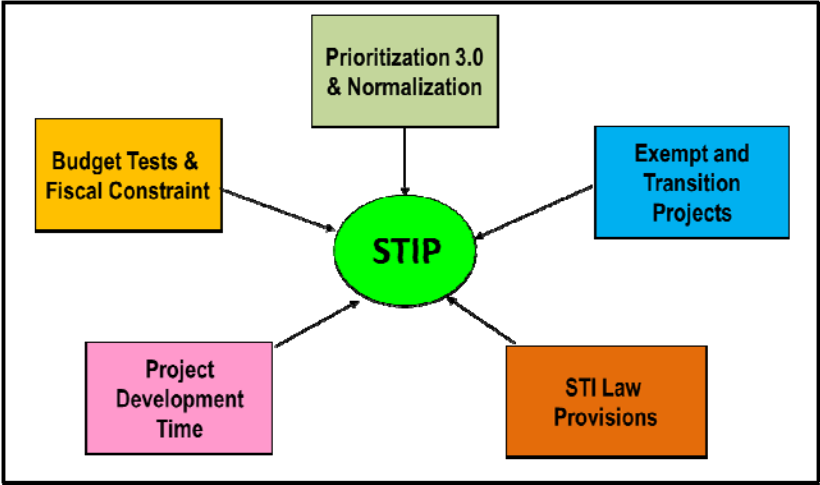 Prioritization 3.0
& Normalization
Budget Tests &
Fiscal Constraint
Exempt and
Transition
Projects
STIP
Project
Development
Time
STI Law
Provisions